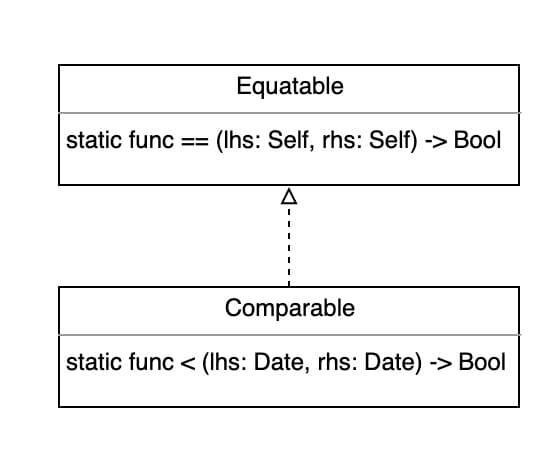 Equatable
static func == (lhs: Self, rhs: Self) -> Bool
Comparable
static func < (lhs: Date, rhs: Date) -> Bool